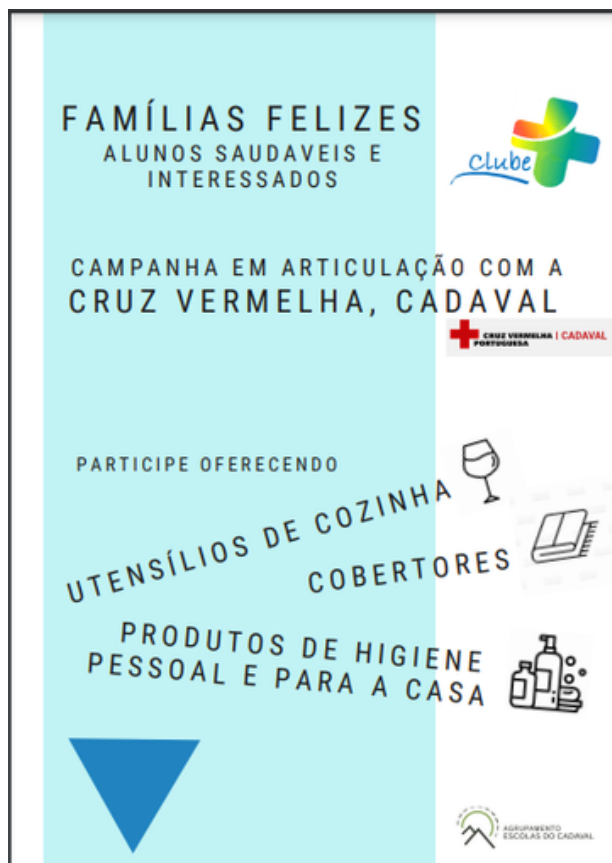 FAMÍLIAS FELIZES
ALUNOS SAUDAVEIS E
INTERESSADOS
Clube
CAMPANHA EM ARTICULAÇÃO COM A
CRUZ VERMELHA, CADAVAL
CRUZ VERMELHA | CADAVAL
PORTUGUESA
PARTICIPE OFERECENDO
UTENSÍLIOS DE COZINHA
COBERTORES
PRODUTOS DE HIGIENE
PESSOAL E PARA A CASA
AGRUPAMENTO
ESCOLAS DO CADAVAL